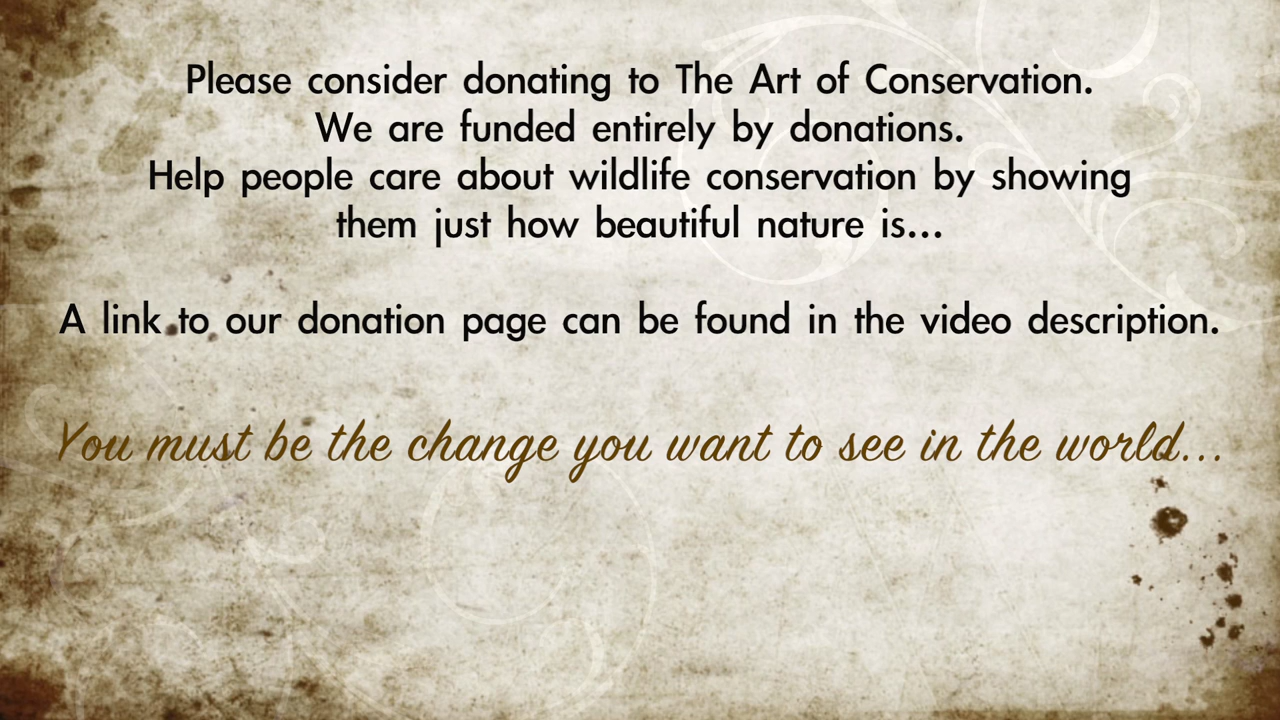 Please consider donating to The Art of Conservation.
We are funded entirely by donations.
Help people care about wildlife conservation by showing
them just how beautiful nature is...
A link to our donation page can be found in the video description.
You must be the change you want to see in the world...